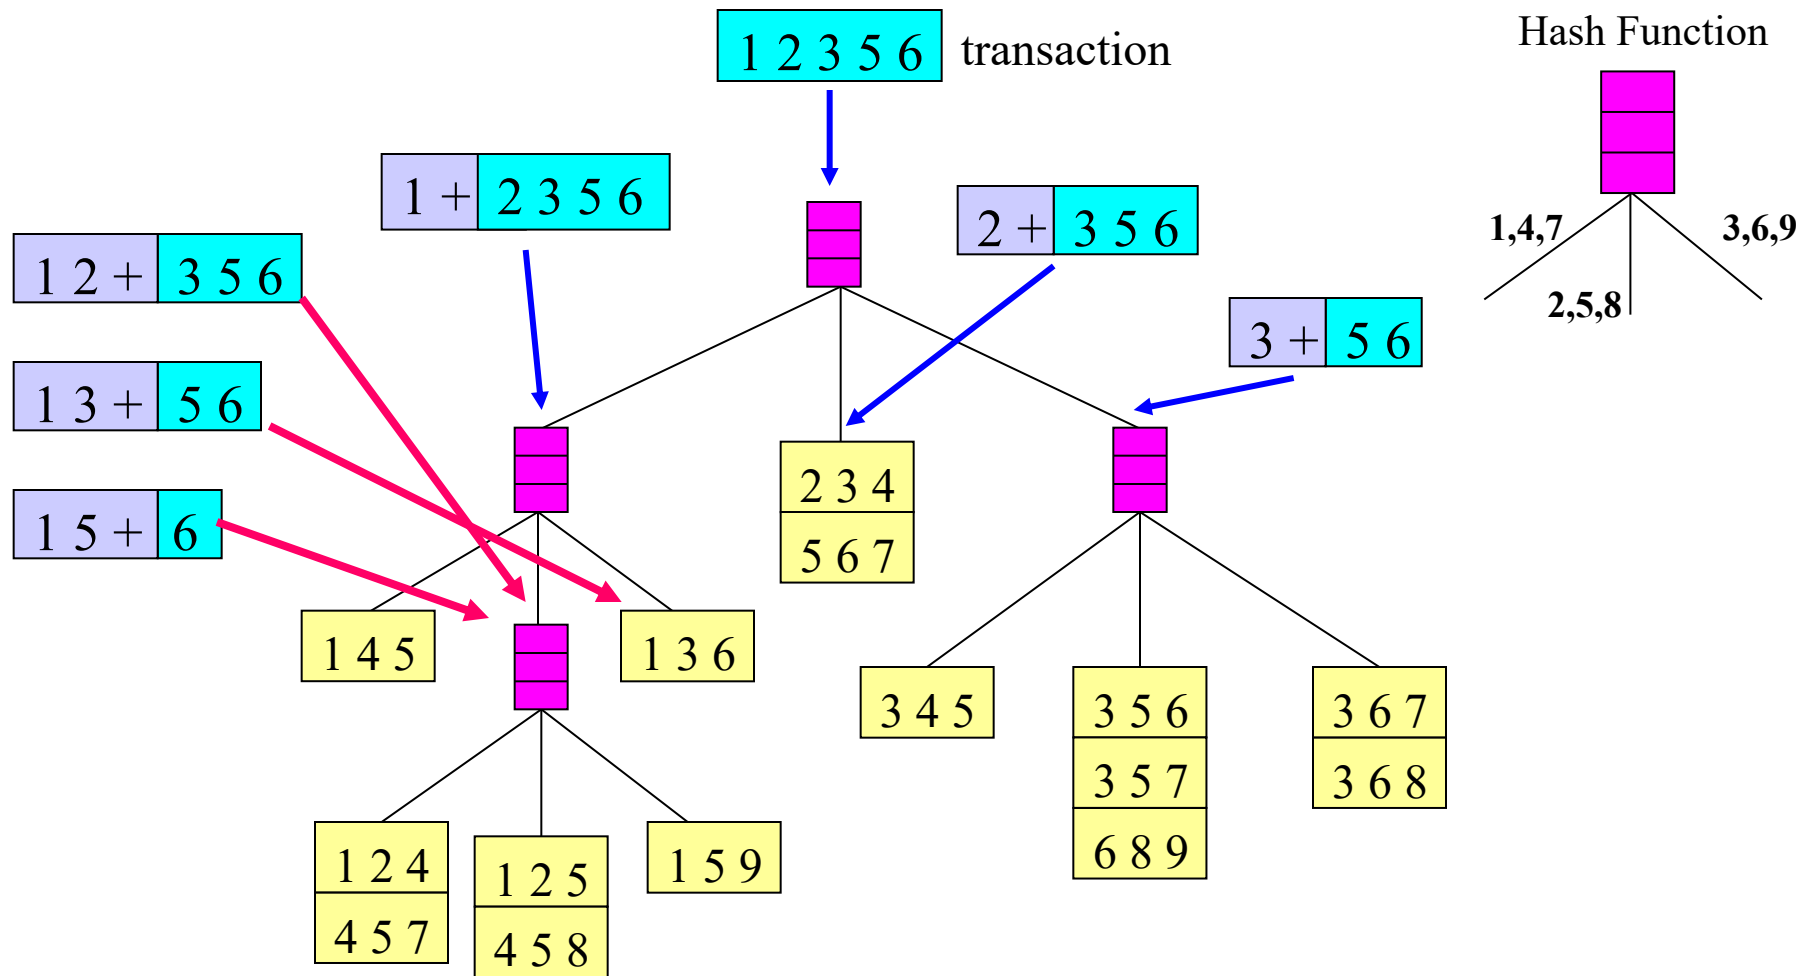 1 2 3 5 6 transaction
Hash Function
1 + 2 3 5 6
2 + 3 5 6
1,4,7
3,6,9
2,5,8
1 2 + 3 5 6
3 + 5 6
1 3 + 5 6
1 5 + 6
2 3 4
5 6 7
1 4 5
1 3 6
3 4 5
3 5 6
3 6 7
3 5 7
3 6 8
6 8 9
1 2 4
1 2 5
1 5 9
4 5 7
4 5 8